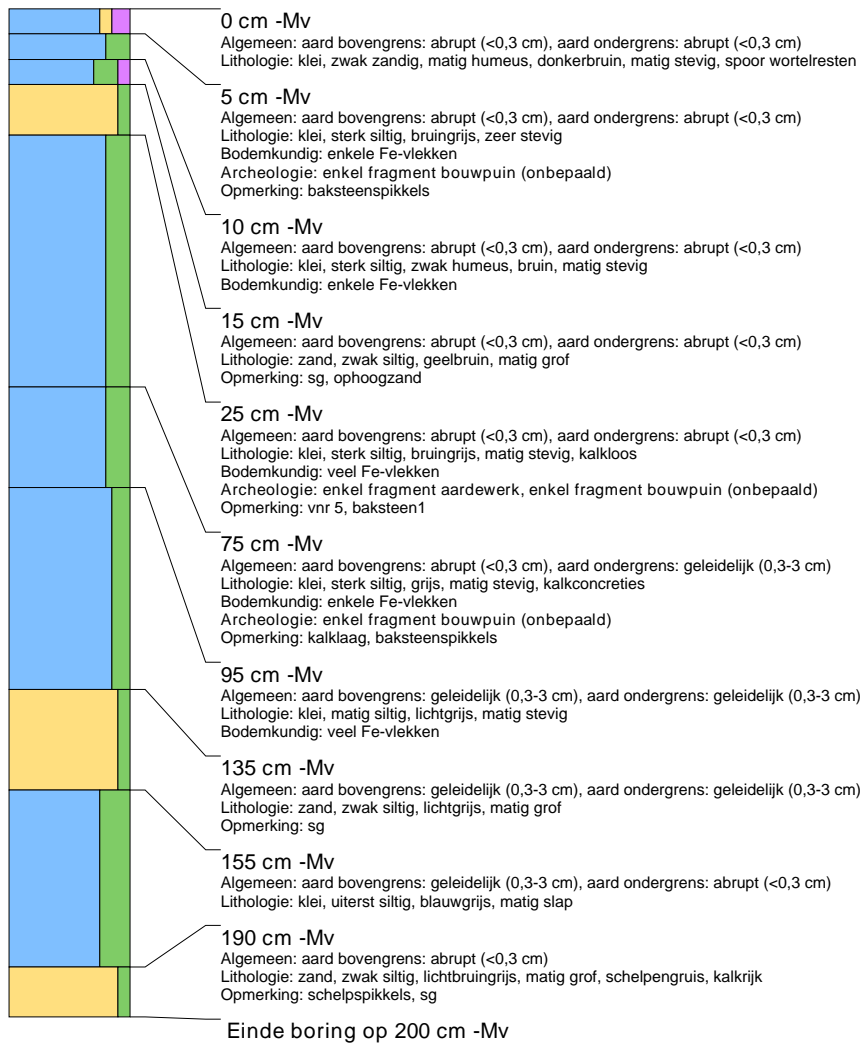 0 cm -Mv
Algemeen: aard bovengrens: abrupt (<0,3 cm), aard ondergrens: abrupt (<0,3 cm)
Lithologie: klei, zwak zandig, matig humeus, donkerbruin, matig stevig, spoor wortelresten
5 cm -Mv
Algemeen: aard bovengrens: abrupt (<0,3 cm), aard ondergrens: abrupt (<0,3 cm)
Lithologie: klei, sterk siltig, bruingrijs, zeer stevig
Bodemkundig: enkele Fe-vlekken
Archeologie: enkel fragment bouwpuin (onbepaald)
Opmerking: baksteenspikkels
10 cm -Mv
Algemeen: aard bovengrens: abrupt (<0,3 cm), aard ondergrens: abrupt (<0,3 cm)
Lithologie: klei, sterk siltig, zwak humeus, bruin, matig stevig
Bodemkundig: enkele Fe-vlekken
15 cm -Mv
Algemeen: aard bovengrens: abrupt (<0,3 cm), aard ondergrens: abrupt (<0,3 cm)
Lithologie: zand, zwak siltig, geelbruin, matig grof
Opmerking: sg, ophoogzand
25 cm -Mv
Algemeen: aard bovengrens: abrupt (<0,3 cm), aard ondergrens: abrupt (<0,3 cm)
Lithologie: klei, sterk siltig, bruingrijs, matig stevig, kalkloos
Bodemkundig: veel Fe-vlekken
Archeologie: enkel fragment aardewerk, enkel fragment bouwpuin (onbepaald)
Opmerking: vnr 5, baksteen1
75 cm -Mv
Algemeen: aard bovengrens: abrupt (<0,3 cm), aard ondergrens: geleidelijk (0,3-3 cm)
Lithologie: klei, sterk siltig, grijs, matig stevig, kalkconcreties
Bodemkundig: enkele Fe-vlekken
Archeologie: enkel fragment bouwpuin (onbepaald)
Opmerking: kalklaag, baksteenspikkels
95 cm -Mv
Algemeen: aard bovengrens: geleidelijk (0,3-3 cm), aard ondergrens: geleidelijk (0,3-3 cm)
Lithologie: klei, matig siltig, lichtgrijs, matig stevig
Bodemkundig: veel Fe-vlekken
135 cm -Mv
Algemeen: aard bovengrens: geleidelijk (0,3-3 cm), aard ondergrens: geleidelijk (0,3-3 cm)
Lithologie: zand, zwak siltig, lichtgrijs, matig grof
Opmerking: sg
155 cm -Mv
Algemeen: aard bovengrens: geleidelijk (0,3-3 cm), aard ondergrens: abrupt (<0,3 cm)
Lithologie: klei, uiterst siltig, blauwgrijs, matig slap
190 cm -Mv
Algemeen: aard bovengrens: abrupt (<0,3 cm)
Lithologie: zand, zwak siltig, lichtbruingrijs, matig grof, schelpengruis, kalkrijk
Opmerking: schelpspikkels, sg
Einde boring op 200 cm -Mv